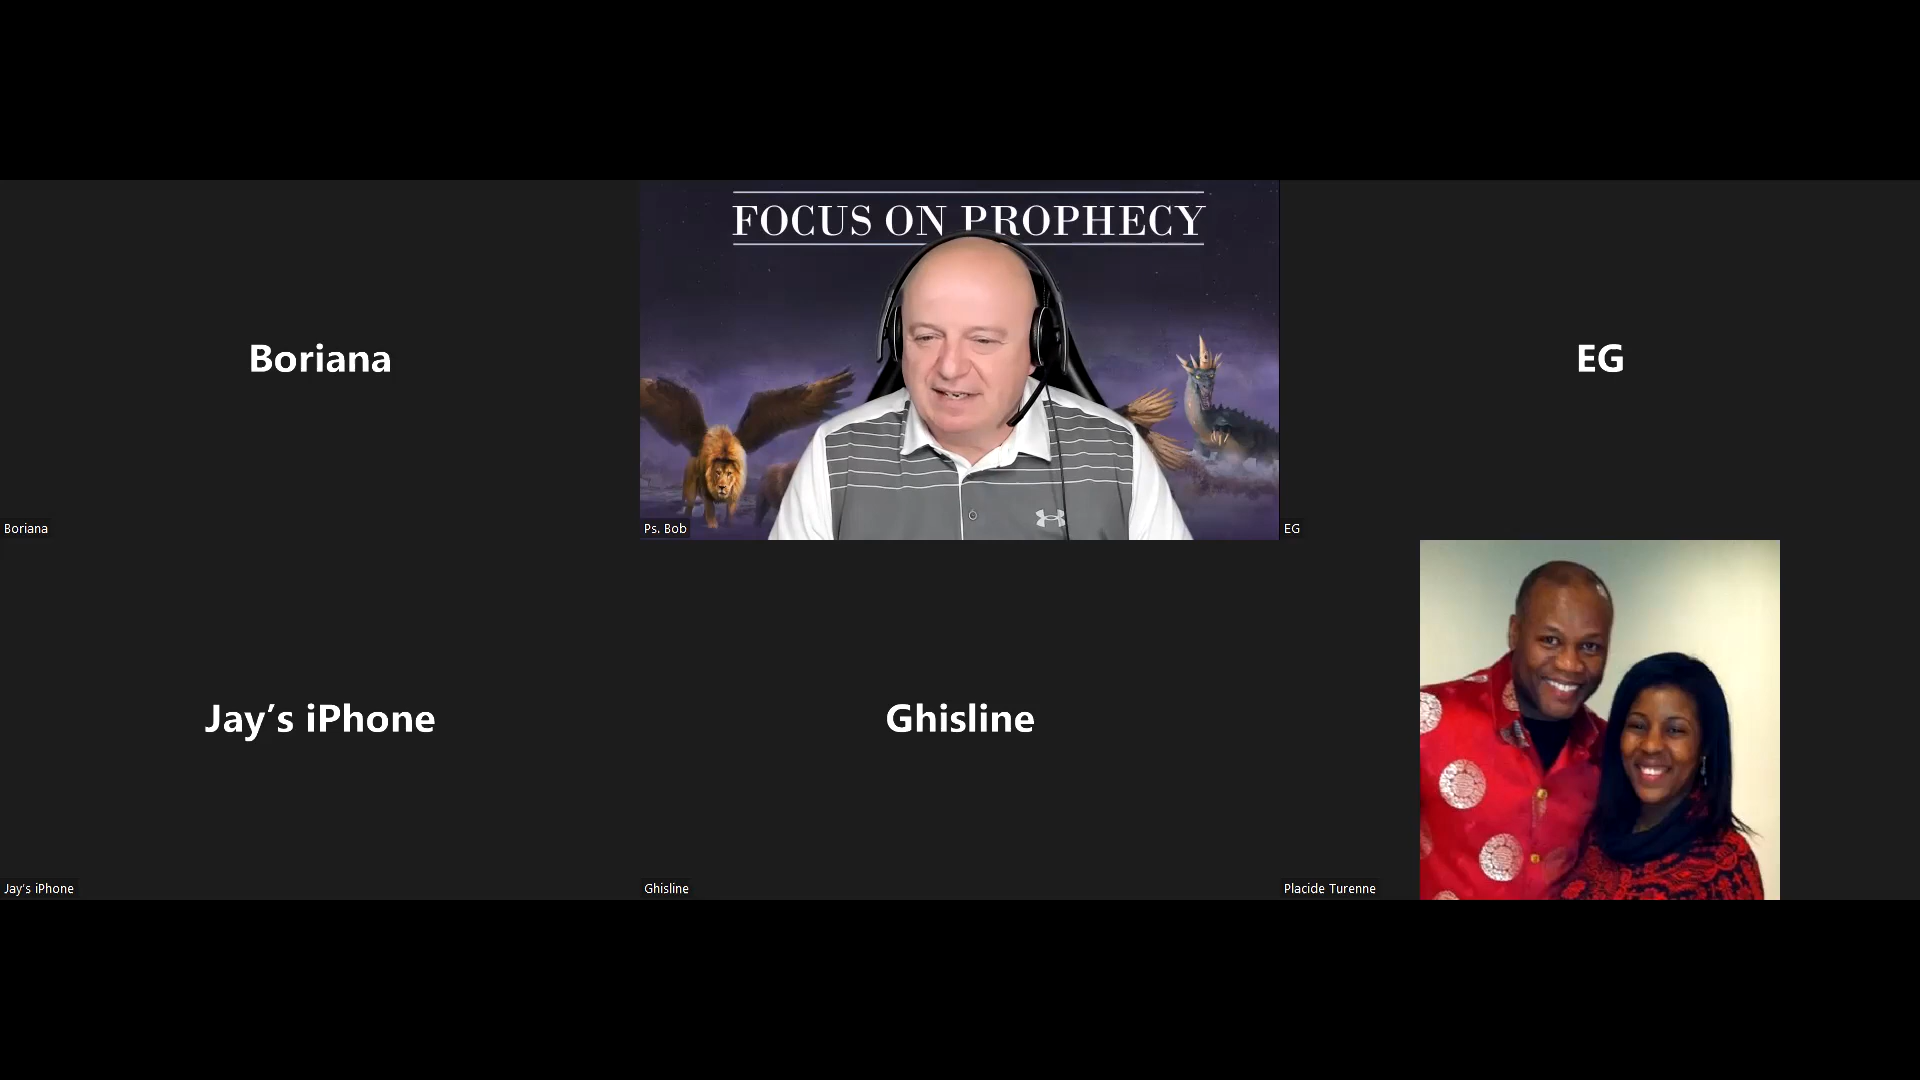 FOCUS ON PROPHECY
Boriana
EG
Boriana
Ps. Bob
EG
Jay's iPhone
Ghisline
Jay's iPhone
Ghisline
Placide Turenne